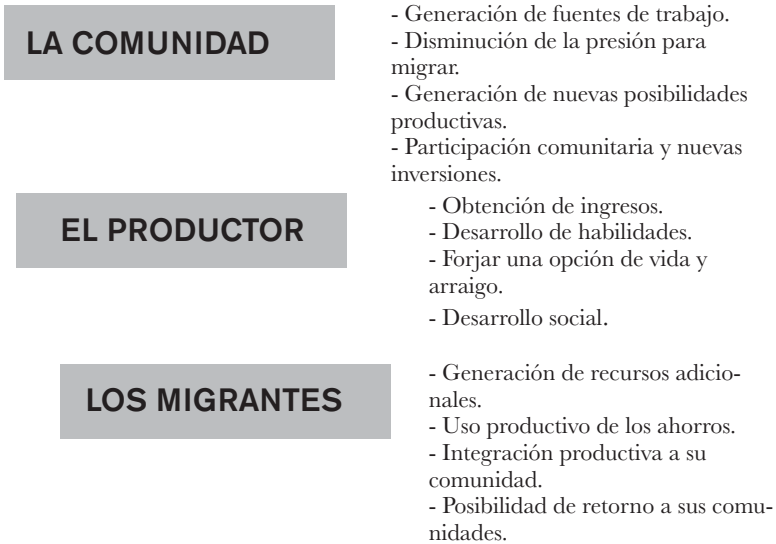 LA COMUNIDAD
- Generación de fuentes de trabajo.
- Disminución de la presión para
migrar.
- Generación de nuevas posibilidades
productivas.
- Participación comunitaria y nuevas
inversiones.
EL PRODUCTOR
- Obtención de ingresos.
- Desarrollo de habilidades.
- Forjar una opción de vida y
arraigo.
- Desarrollo social.
LOS MIGRANTES
- Generación de recursos adicio-
nales.
- Uso productivo de los ahorros.
- Integración productiva a su
comunidad.
- Posibilidad de retorno a sus comu-
nidades.